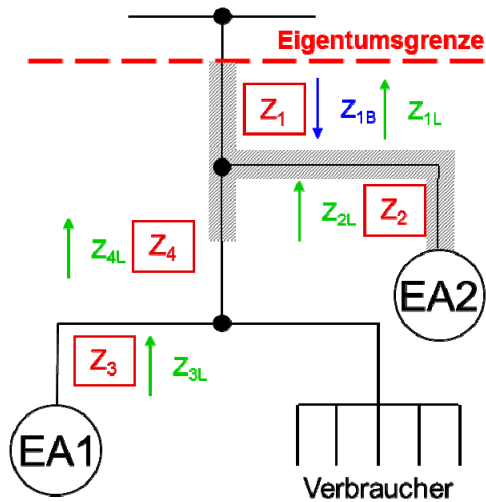 Eigentumsgrenze
Z1 Z1B Z1L
Z2L Z2
Z4L Z4
EA2
Z3 Z3L
EA1
Verbraucher